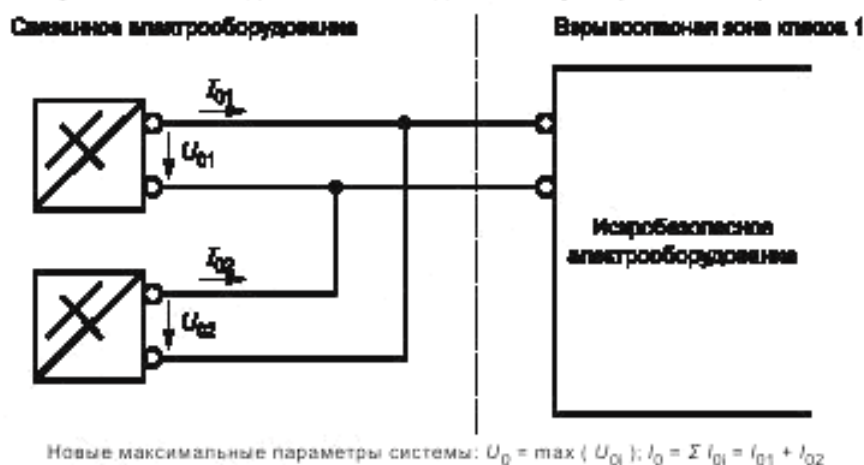 Связанное электрооборудование
Взрывоопасная зона класса 1
I01
U01
I02
U02
Искробезопасное
электрооборудование
Новые максимальные параметры системы: U0 = max ( U0i ); I0 = Σ I0i = I01 + I02